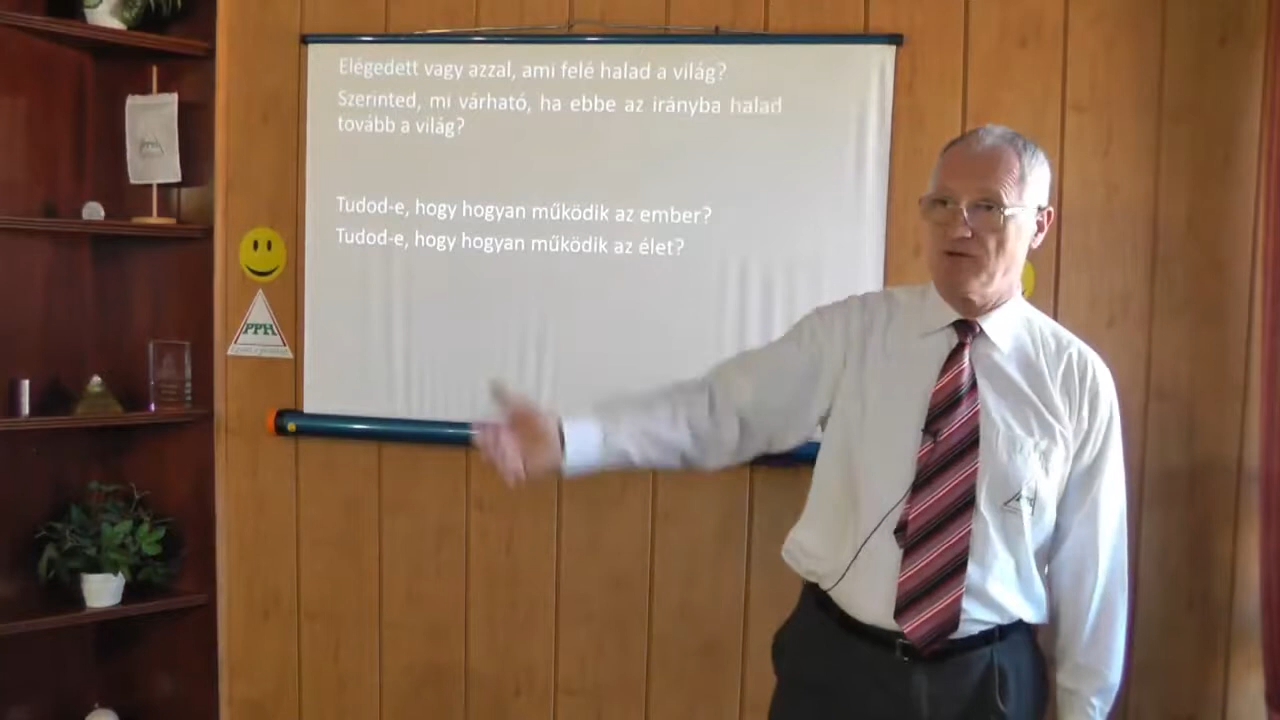 Elégedett vagy azzal, ami felé halad a világ?
Szerinted, mi várható, ha ebbe az irányba halad
tovább a világ?
Tudod-e, hogy hogyan működik az ember?
Tudod-e, hogy hogyan működik az élet?
PPH